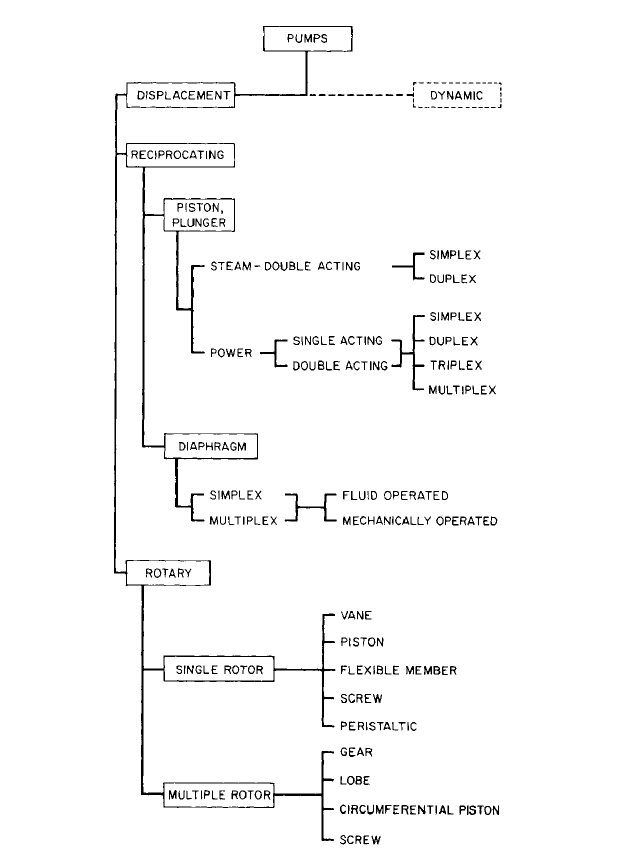 PUMPS
DISPLACEMENT
DYNAMIC
RECIPROCATING
PISTON,
PLUNGER
STEAM-DOUBLE ACTING
SIMPLEX
DUPLEX
POWER
SINGLE ACTING
DOUBLE ACTING
SIMPLEX
DUPLEX
TRIPLEX
MULTIPLEX
DIAPHRAGM
SIMPLEX
MULTIPLEX
FLUID OPERATED
MECHANICALLY OPERATED
ROTARY
SINGLE ROTOR
VANE
PISTON
FLEXIBLE MEMBER
SCREW
PERISTALTIC
MULTIPLE ROTOR
GEAR
LOBE
CIRCUMFERENTIAL PISTON
SCREW